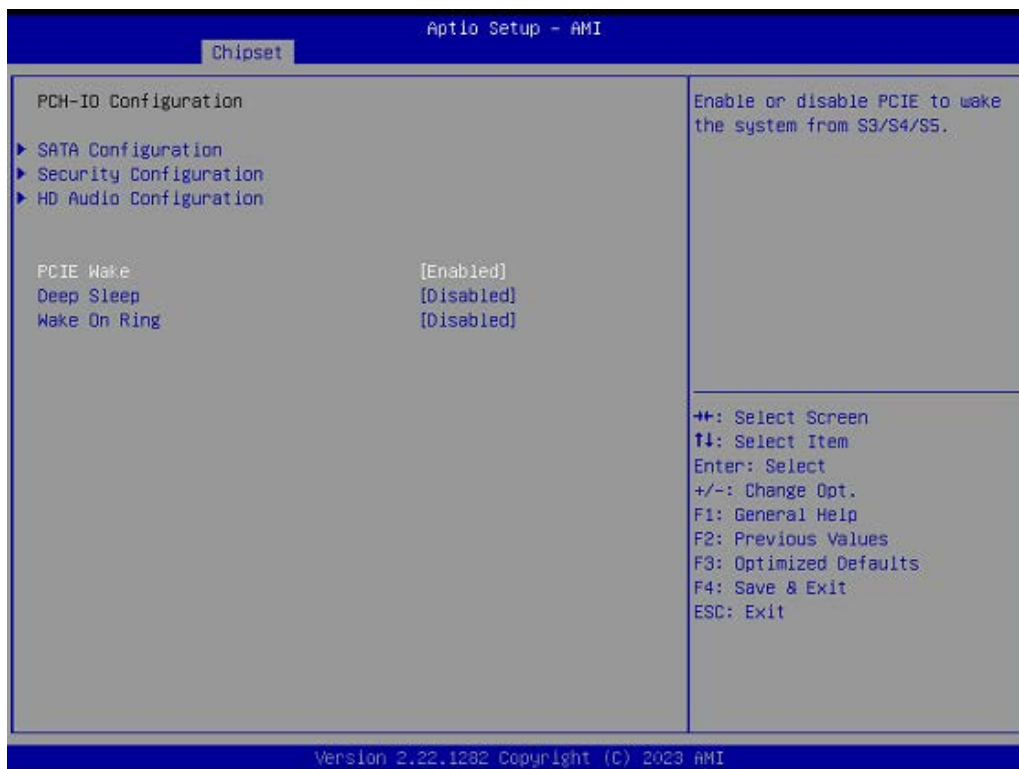 Aptio Setup - AMI
Chipset
PCH-IO Configuration
SATA Configuration
Security Configuration
HD Audio Configuration
PCIE Wake [Enabled]
Deep Sleep [Disabled]
Wake On Ring [Disabled]
Enable or disable PCIE to wake
the system from S3/S4/S5.
→←: Select Screen
↑↓: Select Item
Enter: Select
+/-: Change Opt.
F1: General Help
F2: Previous Values
F3: Optimized Defaults
F4: Save & Exit
ESC: Exit
Version 2.22.1282 Copyright (C) 2023 AMI